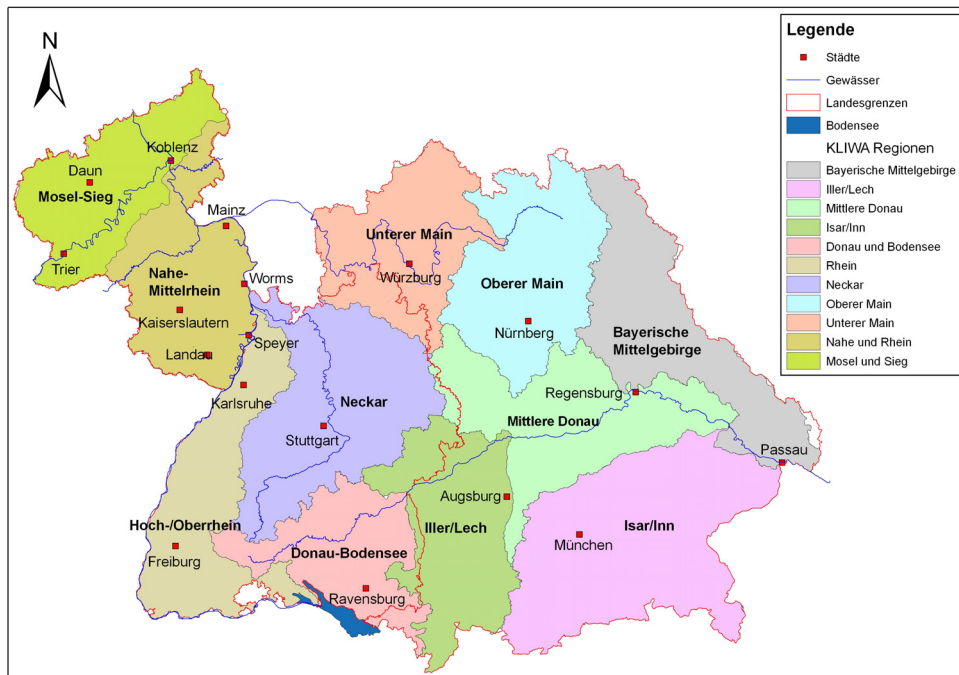 N
Koblenz
Daun
Mosel-Sieg
Mainz
Trier
Nahe-
Mittelrhein
Worms
Kaiserslautern
Speyer
Landau
Karlsruhe
Unterer Main
Würzburg
Oberer Main
Nürnberg
Bayerische
Mittelgebirge
Regensburg
Neckar
Stuttgart
Mittlere Donau
Passau
Augsburg
Iller/Lech
Isar/Inn
München
Hoch-/Oberrhein
Freiburg
Donau-Bodensee
Ravensburg
Legende
Städte
Gewässer
Landesgrenzen
Bodensee
KLIWA Regionen
Bayerische Mittelgebirge
Iller/Lech
Mittlere Donau
Isar/Inn
Donau und Bodensee
Rhein
Neckar
Oberer Main
Unterer Main
Nahe und Rhein
Mosel und Sieg